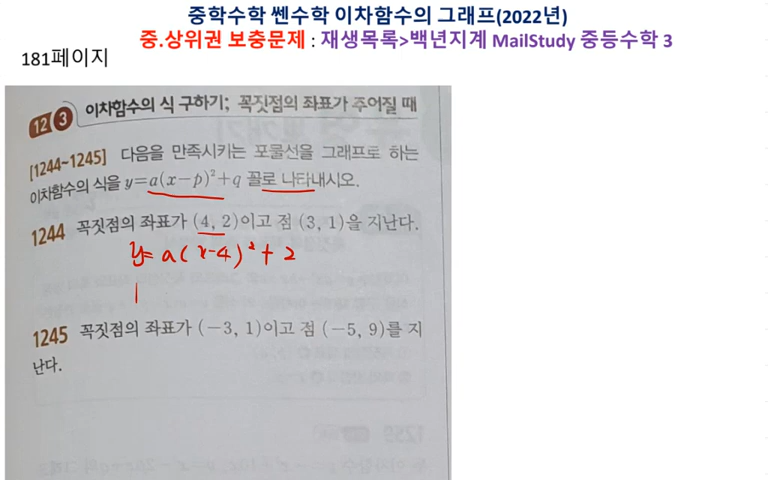 중학수학 쎈수학 이차함수의 그래프(2022년)
중.상위권 보충문제 : 재생목록>백년지계 MailStudy 중등수학 3
181페이지
12 3 이차함수의 식 구하기; 꼭짓점의 좌표가 주어질 때
[1244~1245] 다음을 만족시키는 포물선을 그래프로 하는
이차함수의 식을 y=a(x-p)²+q 꼴로 나타내시오.
1244 꼭짓점의 좌표가 (4, 2)이고 점 (3, 1)을 지난다.
y=a(x-4)²+2
1
1245 꼭짓점의 좌표가 (-3, 1)이고 점 (-5, 9)를 지
난다.